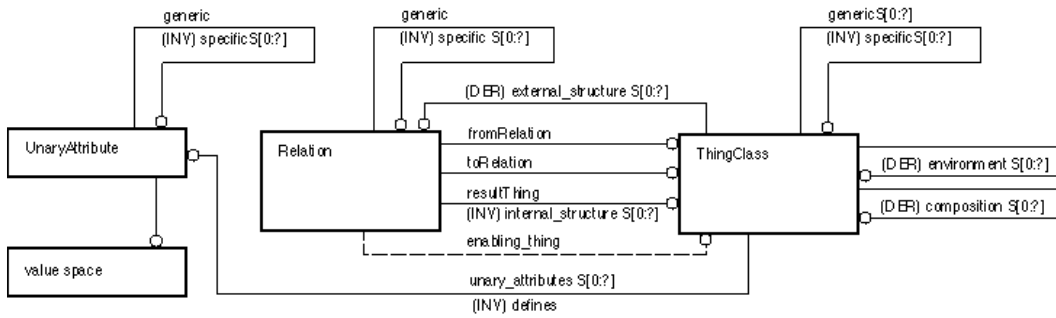 generic
(INV) specificS[0:?]
generic
(INV) specific S[0:?]
genericS[0:?]
(INV) specificS[0:?]
(DER) external_structure S[0:?]
UnaryAttribute
Relation
fromRelation
ThingClass
toRelation
(DER) environment S[0:?]
resultThing
(INV) internal_structure S[0:?]
(DER) composition S[0:?]
enabling_thing
value space
unary_attributes S[0:?]
(INV) defines